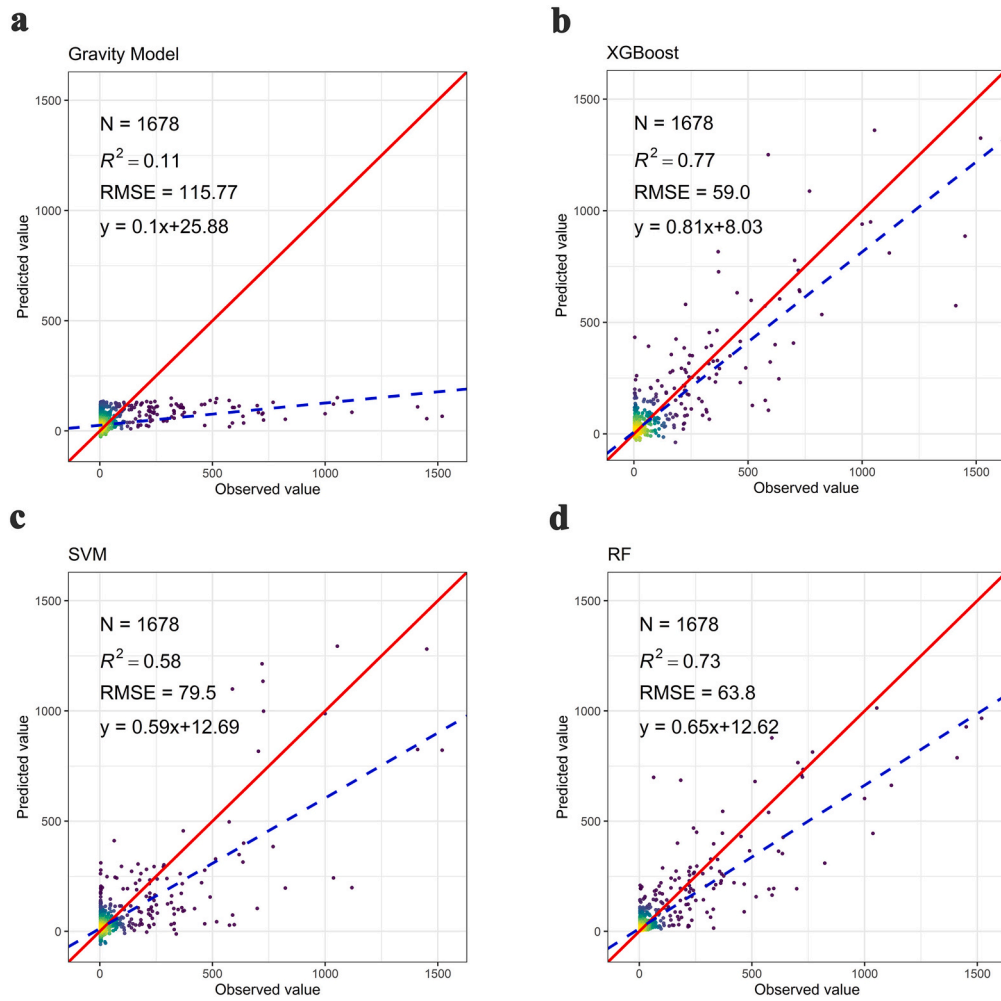 a
Gravity Model
N = 1678
R² = 0.11
RMSE = 115.77
y = 0.1x+25.88
Predicted value
1500
1000
500
0
0 500 1000 1500
Observed value
b
XGBoost
N = 1678
R² = 0.77
RMSE = 59.0
y = 0.81x+8.03
Predicted value
1500
1000
500
0
0 500 1000 1500
Observed value
c
SVM
N = 1678
R² = 0.58
RMSE = 79.5
y = 0.59x+12.69
Predicted value
1500
1000
500
0
0 500 1000 1500
Observed value
d
RF
N = 1678
R² = 0.73
RMSE = 63.8
y = 0.65x+12.62
Predicted value
1500
1000
500
0
0 500 1000 1500
Observed value